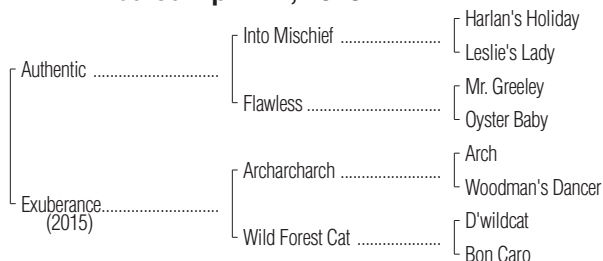 Harlan's Holiday
Into Mischief ........................
Leslie's Lady
Authentic ..............................
Mr. Greeley
Flawless ................................
Oyster Baby
Arch
Archarcharch ........................
Woodman's Dancer
Exuberance............................
(2015)
D'wildcat
Wild Forest Cat ....................
Bon Caro